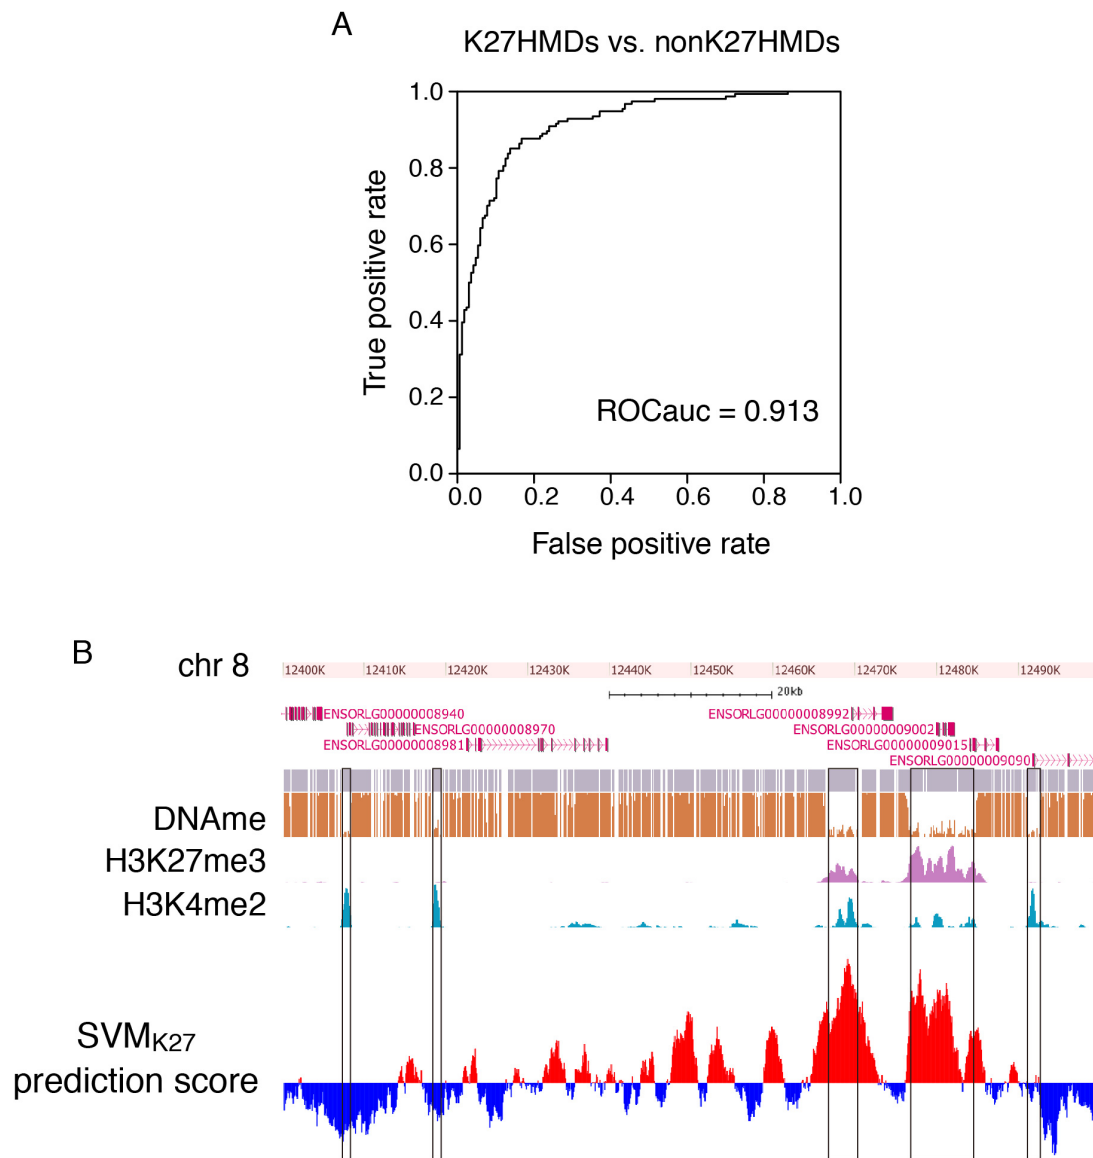 A
K27HMDs vs. nonK27HMDs
1.0
0.8
0.6
0.4
0.2
0.0
True positive rate
ROCauc = 0.913
0.0 0.2 0.4 0.6 0.8 1.0
False positive rate
B
chr 8
12400K 12410K 12420K 12430K 12440K 12450K 12460K 12470K 12480K 12490K
20kb
ENSORLG00000008940 ENSORLG00000008992
ENSORLG00000008970 ENSORLG00000009002
ENSORLG00000008981 ENSORLG00000009015
ENSORLG00000009090
DNAme
H3K27me3
H3K4me2
SVMK27
prediction score